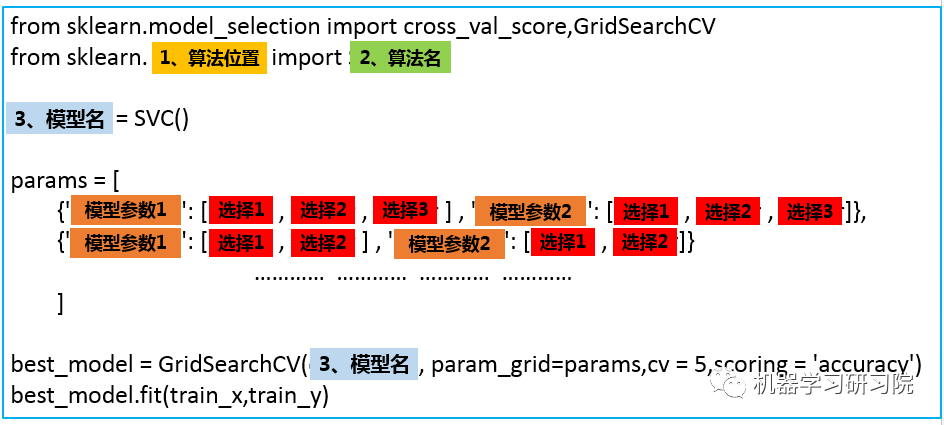 from sklearn.model_selection import cross_val_score,GridSearchCV
from sklearn. 1、算法位置 import 2、算法名
3、模型名 = SVC()
params = [
{'模型参数1': [选择1 , 选择2 , 选择3 ] , '模型参数2': [选择1 , 选择2 , 选择3]},
{'模型参数1': [选择1 , 选择2 ] , '模型参数2': [选择1 , 选择2]}
………… ………… ………… …………
]
best_model = GridSearchCV( 3、模型名 , param_grid=params,cv = 5,scoring = 'accuracy')
best_model.fit(train_x,train_y)
机器学习研习院